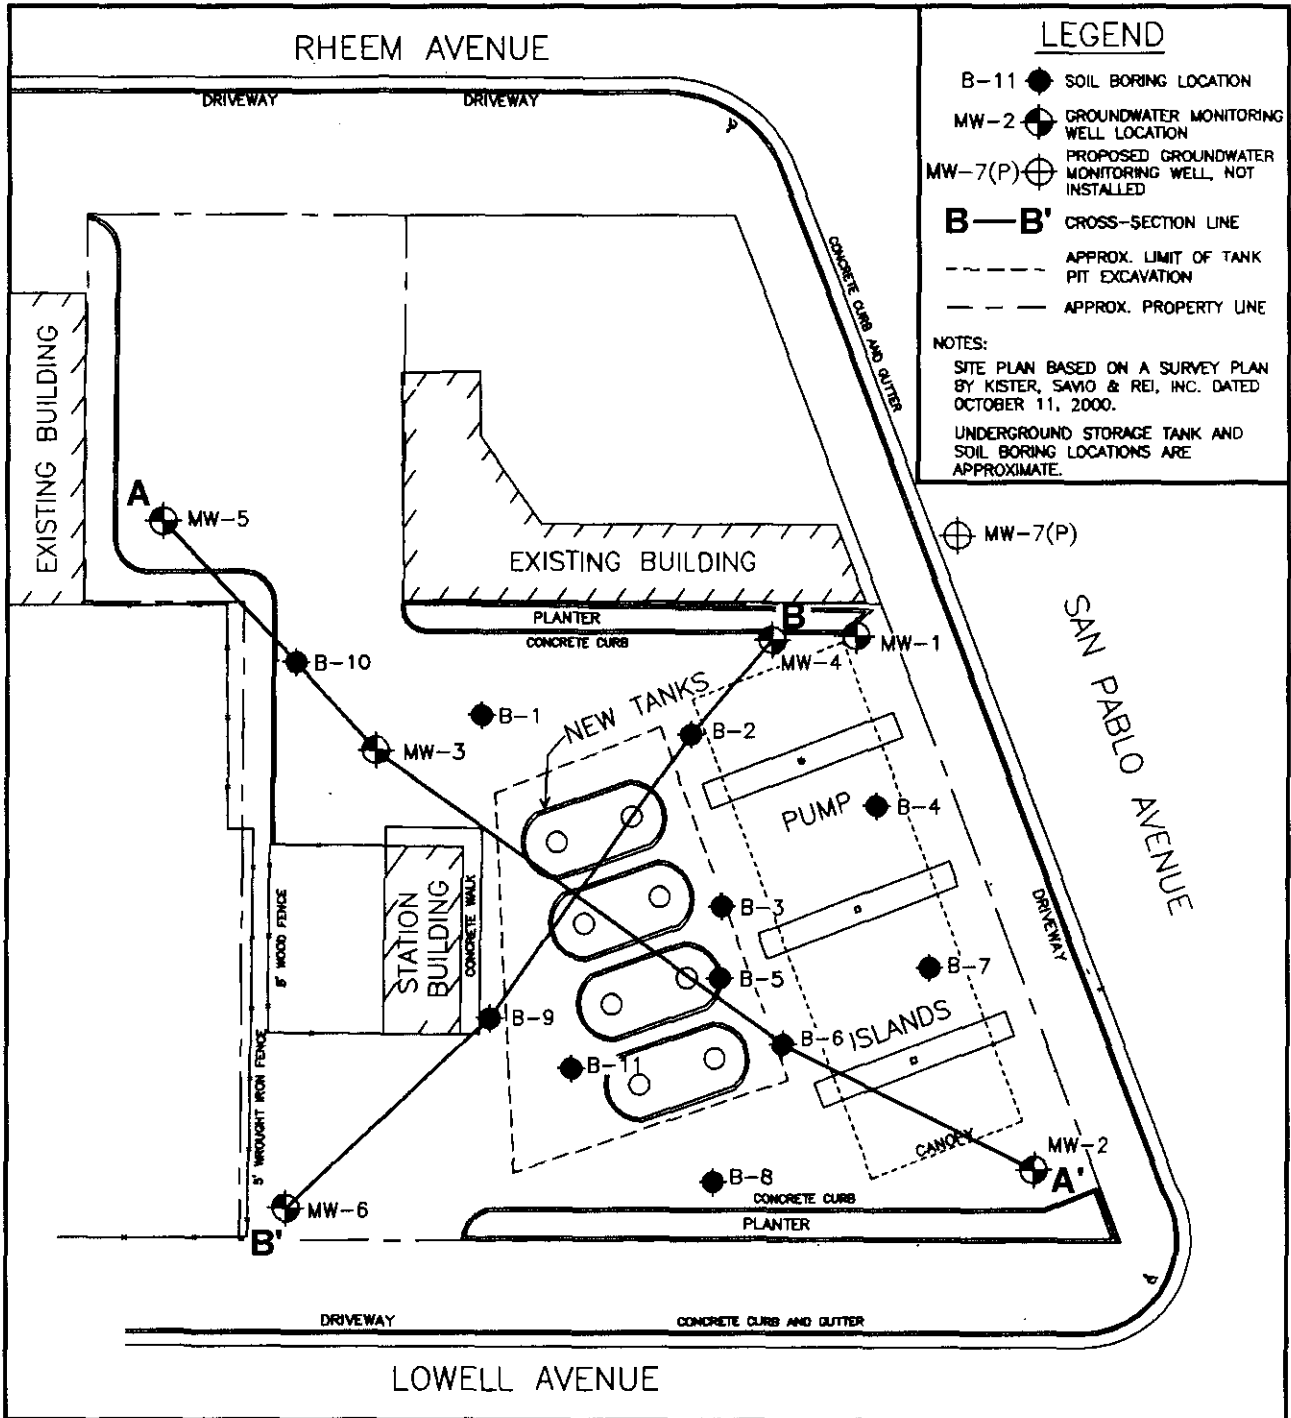 RHEEM AVENUE
DRIVEWAY
DRIVEWAY
LEGEND
B-11
SOIL BORING LOCATION
MW-2
GROUNDWATER MONITORING
WELL LOCATION
MW-7(P)
PROPOSED GROUNDWATER
MONITORING WELL, NOT
INSTALLED
B
B'
CROSS-SECTION LINE
APPROX. LIMIT OF TANK
PIT EXCAVATION
APPROX. PROPERTY LINE
NOTES:
SITE PLAN BASED ON A SURVEY PLAN
BY KISTER, SAVIO & REI, INC. DATED
OCTOBER 11, 2000.
UNDERGROUND STORAGE TANK AND
SOIL BORING LOCATIONS ARE
APPROXIMATE.
CONCRETE CURB AND GUTTER
EXISTING BUILDING
A
MW-5
EXISTING BUILDING
MW-7(P)
PLANTER
CONCRETE CURB
B
MW-4
MW-1
SAN PABLO AVENUE
B-10
B-1
NEW TANKS
B-2
MW-3
PUMP
B-4
STATION
BUILDING
CONCRETE WALK
5' WOOD FENCE
B-3
DRIVEWAY
B-5
B-7
B-9
B-6
ISLANDS
B-11
5' WROUGHT IRON FENCE
CANOPY
MW-2
A'
B-8
CONCRETE CURB
PLANTER
MW-6
B'
DRIVEWAY
CONCRETE CURB AND GUTTER
LOWELL AVENUE